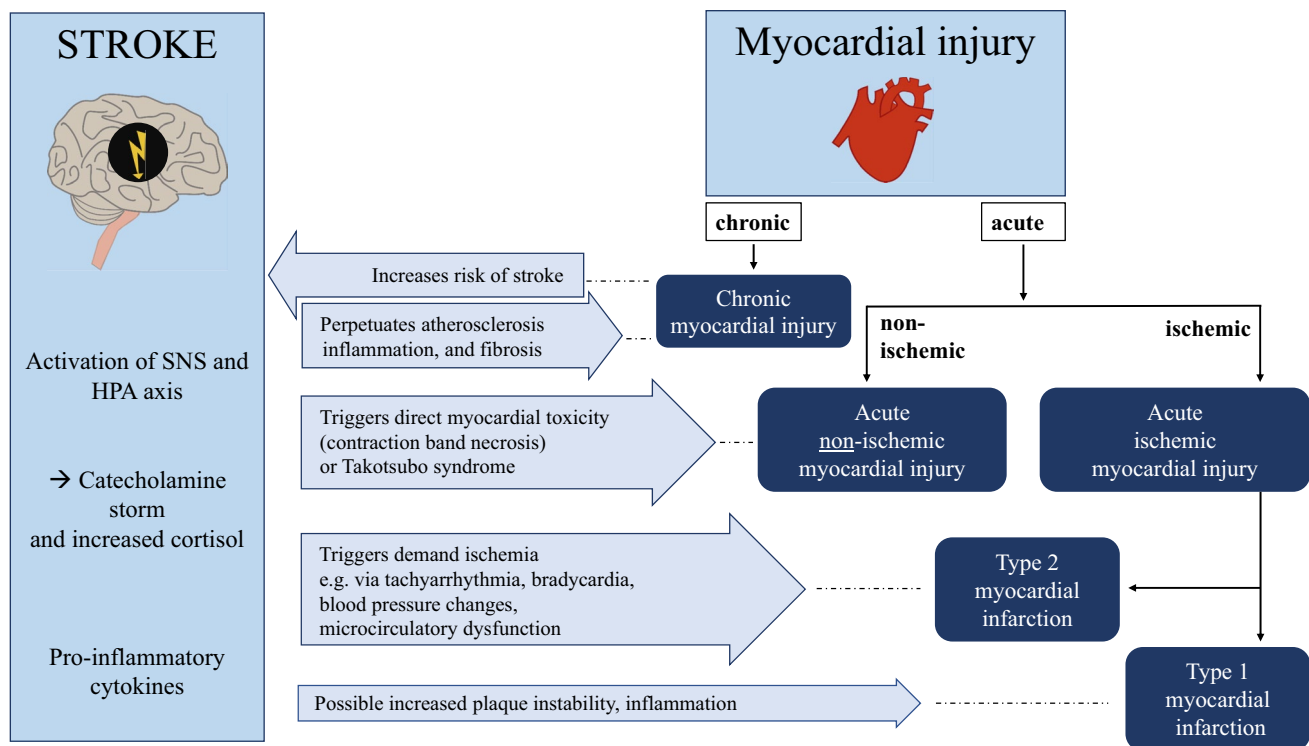 STROKE
Activation of SNS and
HPA axis
→ Catecholamine
storm
and increased cortisol
Pro-inflammatory
cytokines
Myocardial injury
chronic
acute
Increases risk of stroke
Perpetuates atherosclerosis
inflammation, and fibrosis
Chronic
myocardial injury
non-
ischemic
ischemic
Triggers direct myocardial toxicity
(contraction band necrosis)
or Takotsubo syndrome
Acute
non-ischemic
myocardial injury
Acute
ischemic
myocardial injury
Triggers demand ischemia
e.g. via tachyarrhythmia, bradycardia,
blood pressure changes,
microcirculatory dysfunction
Type 2
myocardial
infarction
Possible increased plaque instability, inflammation
Type 1
myocardial
infarction